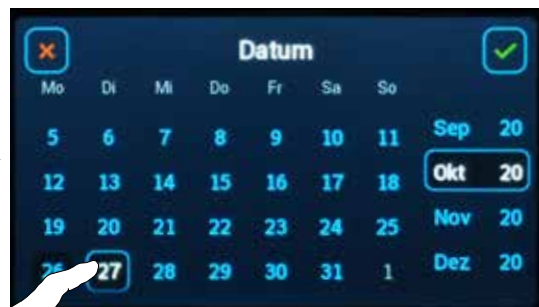 Datum
Mo Di Mi Do Fr Sa So
5 6 7 8 9 10 11
12 13 14 15 16 17 18
19 20 21 22 23 24 25
26 27 28 29 30 31 1
Sep 20
Okt 20
Nov 20
Dez 20